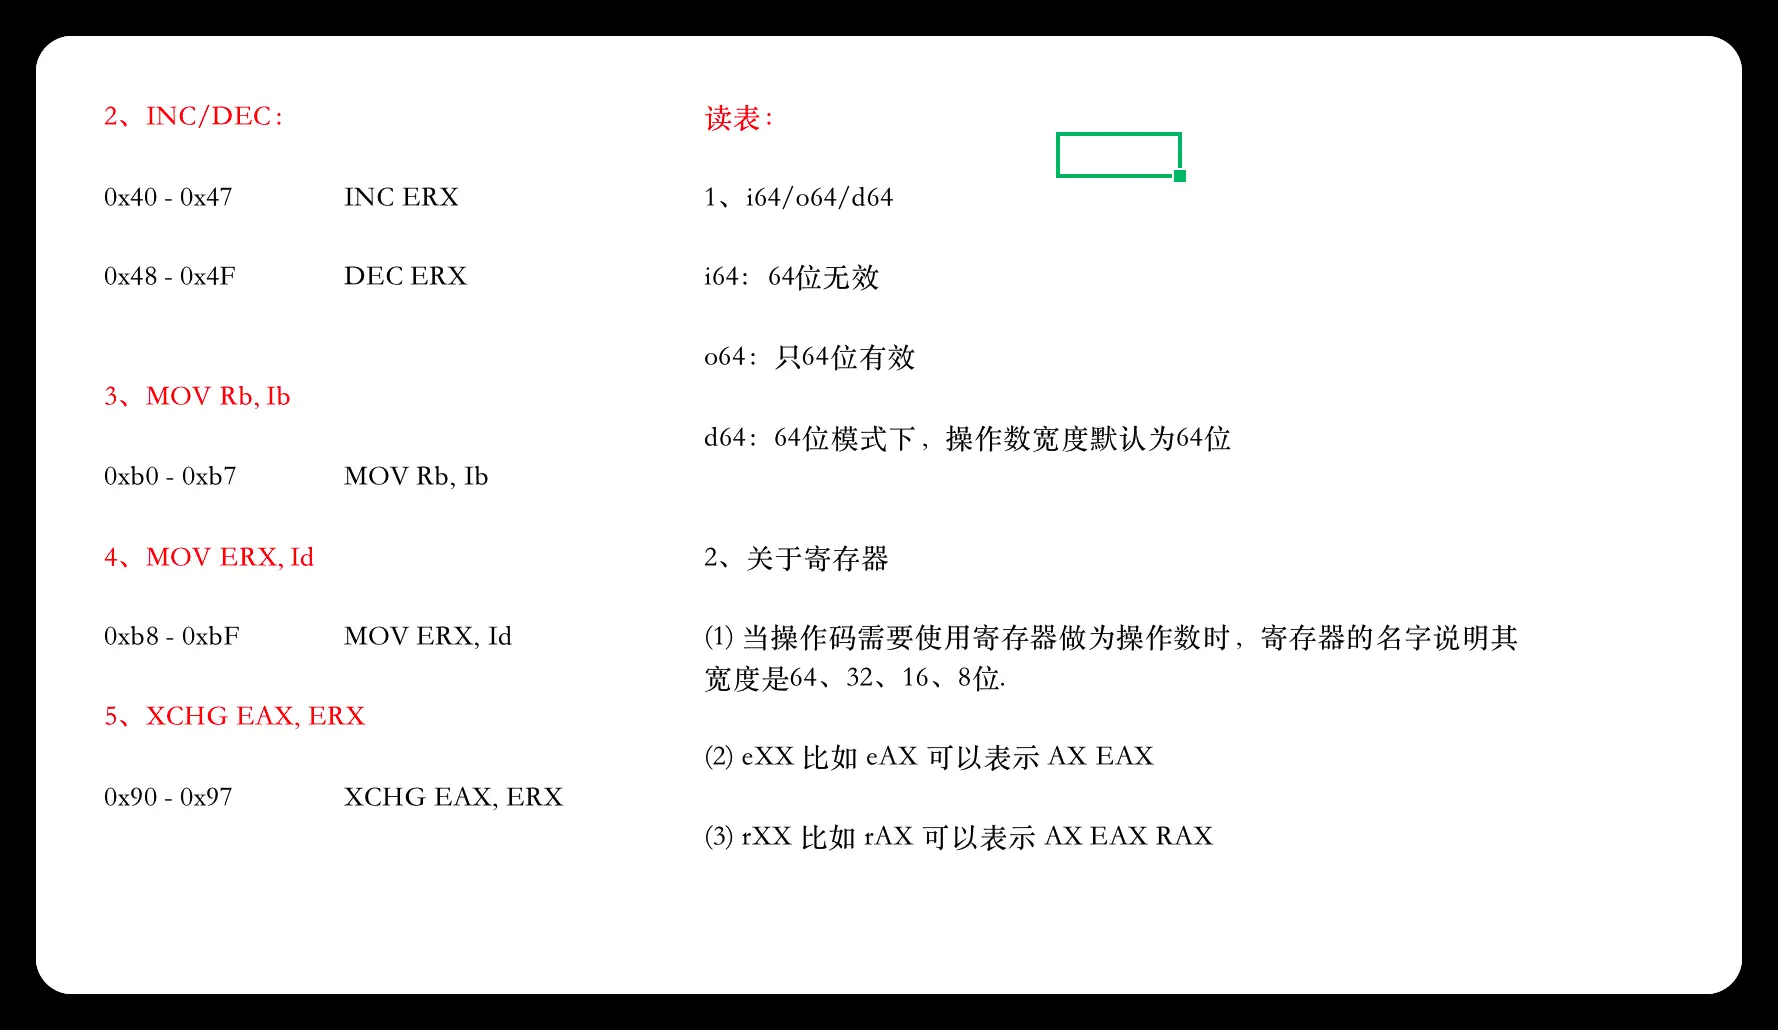 2、INC/DEC:
0x40 - 0x47 INC ERX
0x48 - 0x4F DEC ERX
3、MOV Rb, Ib
0xb0 - 0xb7 MOV Rb, Ib
4、MOV ERX, Id
0xb8 - 0xbF MOV ERX, Id
5、XCHG EAX, ERX
0x90 - 0x97 XCHG EAX, ERX
读表：
1、i64/o64/d64
i64：64位无效
o64：只64位有效
d64：64位模式下，操作数宽度默认为64位
2、关于寄存器
(1) 当操作码需要使用寄存器做为操作数时，寄存器的名字说明其
宽度是64、32、16、8位.
(2) eXX 比如 eAX 可以表示 AX EAX
(3) rXX 比如 rAX 可以表示 AX EAX RAX